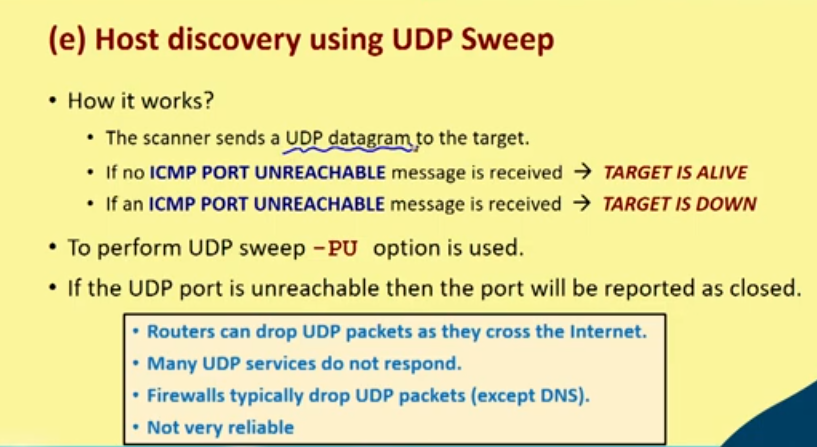 (e) Host discovery using UDP Sweep
• How it works?
• The scanner sends a UDP datagram to the target.
• If no ICMP PORT UNREACHABLE message is received → TARGET IS ALIVE
• If an ICMP PORT UNREACHABLE message is received → TARGET IS DOWN
• To perform UDP sweep –PU option is used.
• If the UDP port is unreachable then the port will be reported as closed.
• Routers can drop UDP packets as they cross the Internet.
• Many UDP services do not respond.
• Firewalls typically drop UDP packets (except DNS).
• Not very reliable